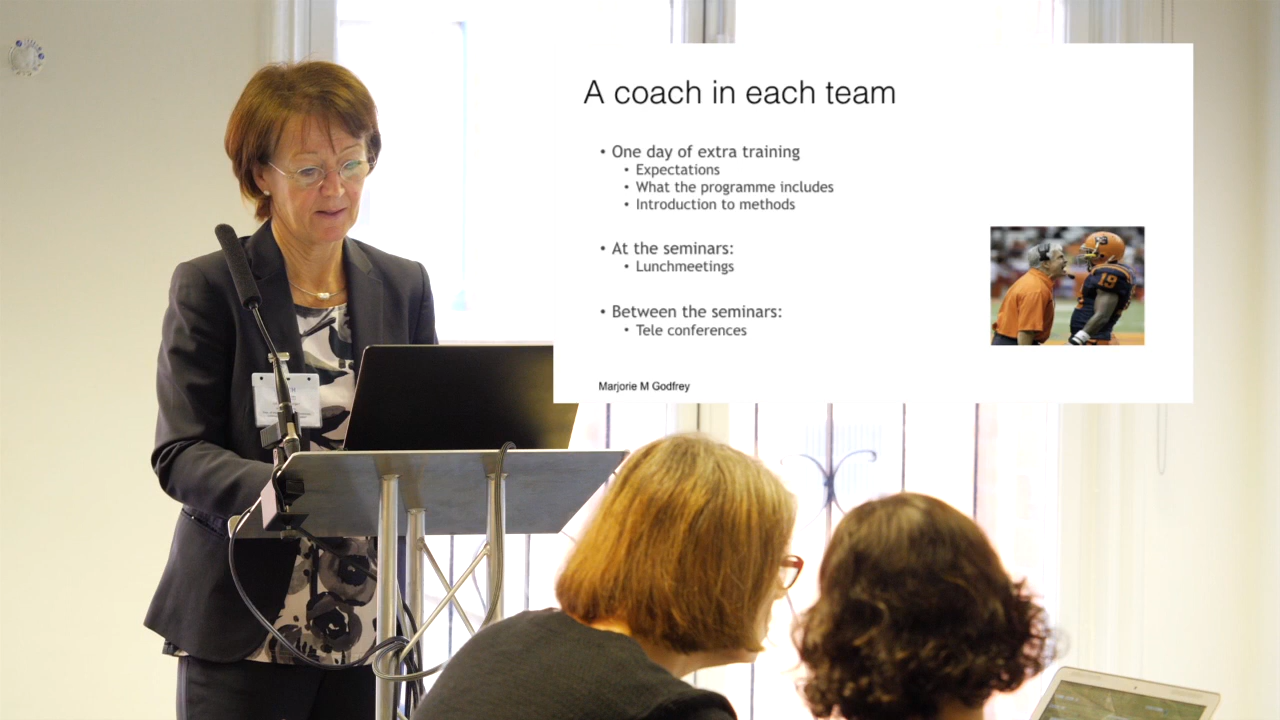 A coach in each team
• One day of extra training
• Expectations
• What the programme includes
• Introduction to methods
• At the seminars:
• Lunchmeetings
• Between the seminars:
• Tele conferences
19
Marjorie M Godfrey